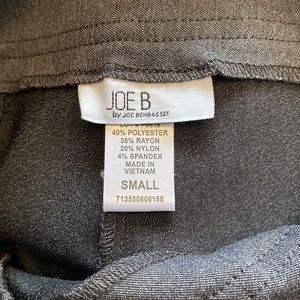 JOE B
by JOE BENBASSET
40% POLYESTER
36% RAYON
20% NYLON
4% SPANDEX
MADE IN
VIETNAM
SMALL
713550806168